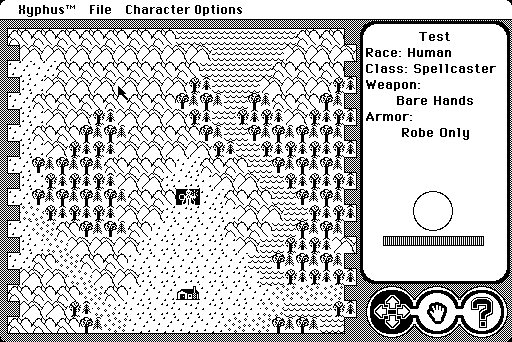 Xyphus™ File Character Options
Test
Race: Human
Class: Spellcaster
Weapon:
Bare Hands
Armor:
Robe Only
?